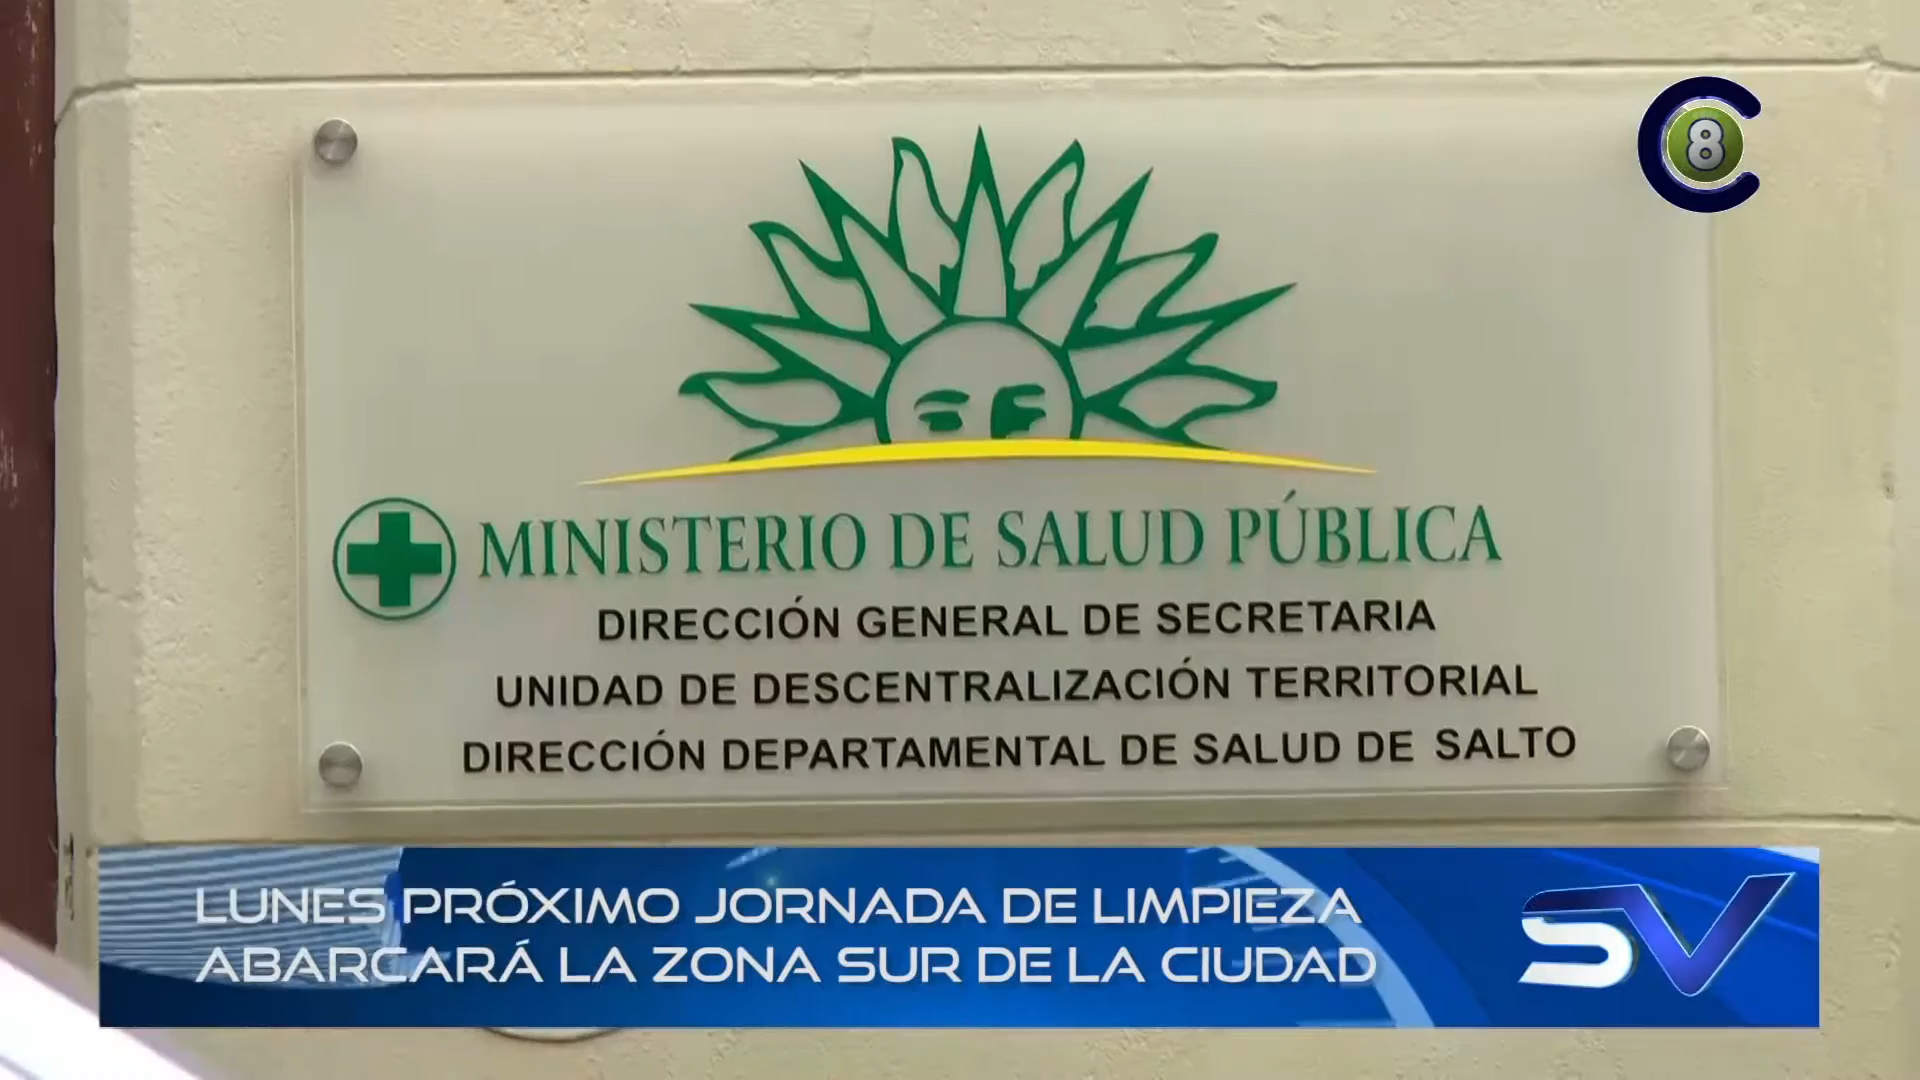 8
MINISTERIO DE SALUD PÚBLICA
DIRECCIÓN GENERAL DE SECRETARIA
UNIDAD DE DESCENTRALIZACIÓN TERRITORIAL
DIRECCIÓN DEPARTAMENTAL DE SALUD DE SALTO
LUNES PRÓXIMO JORNADA DE LIMPIEZA
ABARCARÁ LA ZONA SUR DE LA CIUDAD
SV